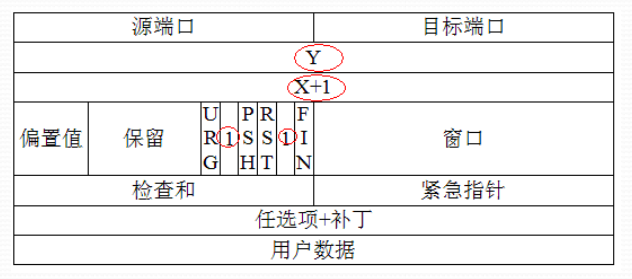 源端口 目标端口
Y
X+1
偏置值 保留 URG 1 PSH RST 1 FIN 窗口
检查和 紧急指针
任选项+补丁
用户数据